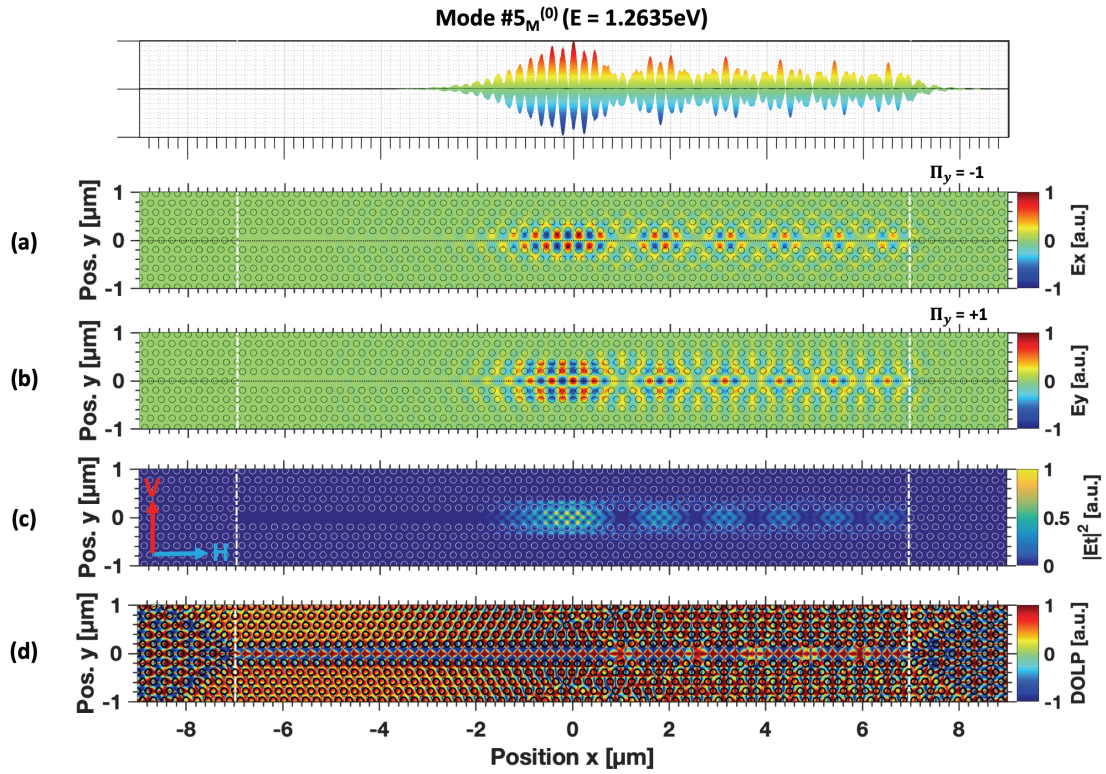 Mode #5M(0) (E = 1.2635eV)
Πy = -1
(a)
Pos. y [µm]
1
0
-1
1
0
-1
Ex [a.u.]
Πy = +1
(b)
Pos. y [µm]
1
0
-1
1
0
-1
Ey [a.u.]
(c)
Pos. y [µm]
1
0
-1
V
H
1
0.5
0
|Et|² [a.u.]
(d)
Pos. y [µm]
1
0
-1
1
0
-1
DOLP [a.u.]
-8 -6 -4 -2 0 2 4 6 8
Position x [µm]